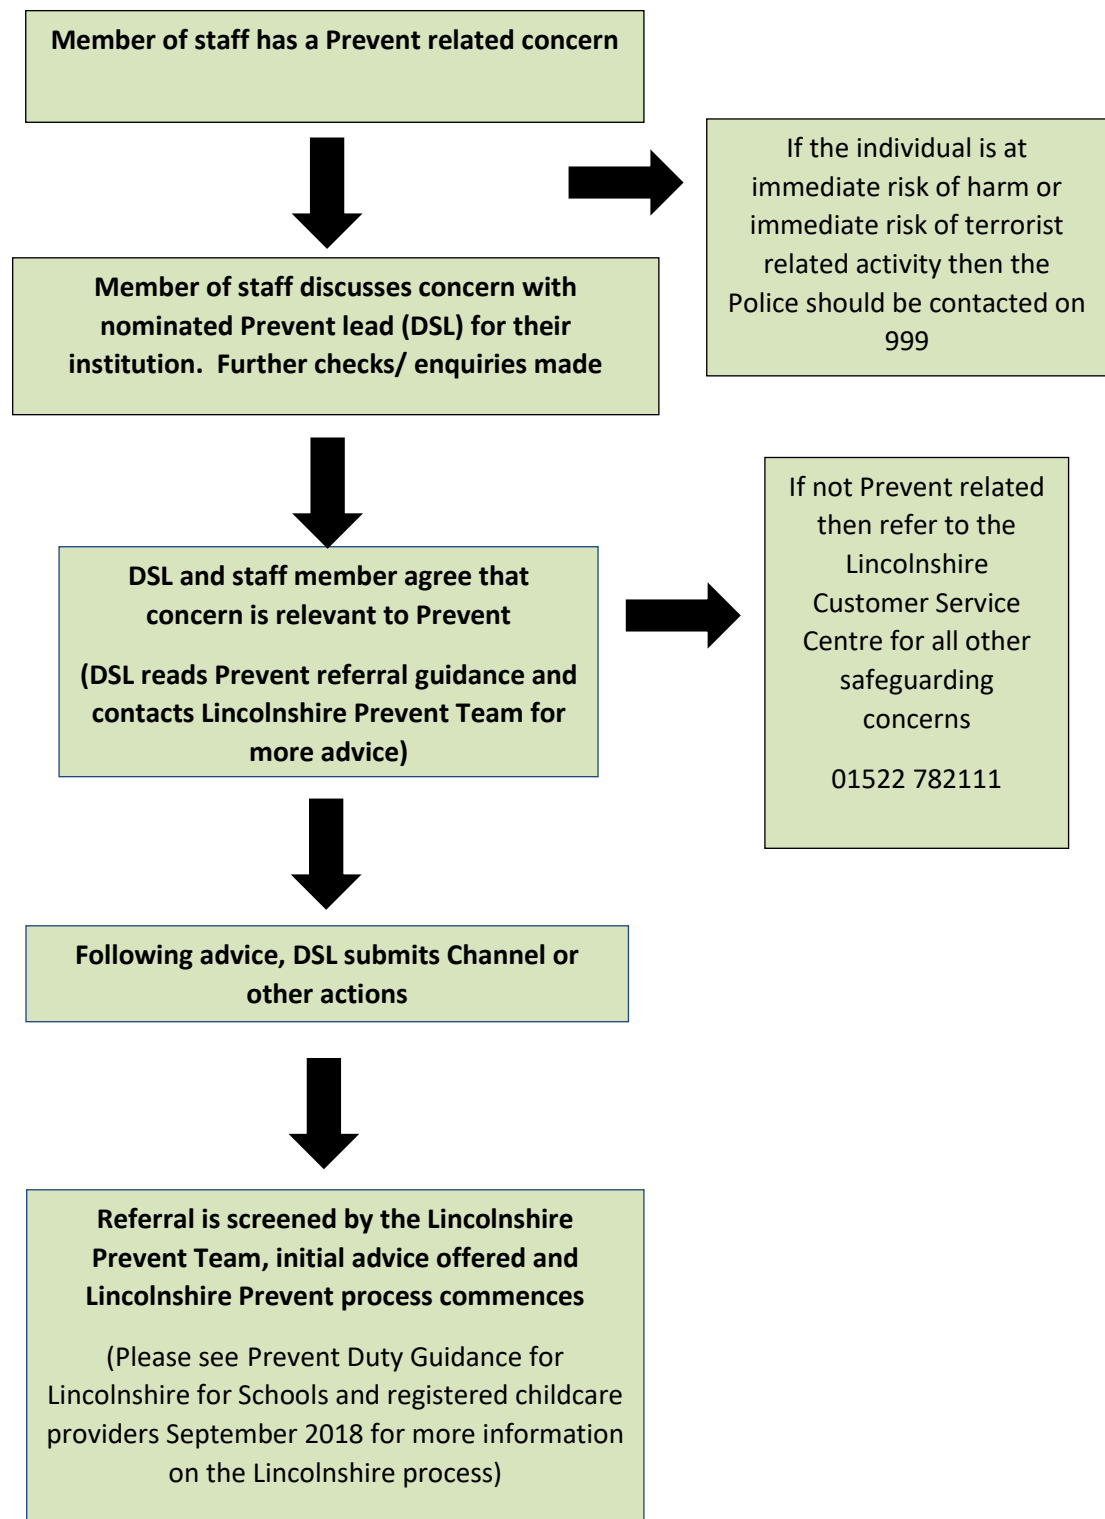 Member of staff has a Prevent related concern
If the individual is at
immediate risk of harm or
immediate risk of terrorist
related activity then the
Police should be contacted on
999
Member of staff discusses concern with
nominated Prevent lead (DSL) for their
institution.  Further checks/ enquiries made
DSL and staff member agree that
concern is relevant to Prevent
(DSL reads Prevent referral guidance and
contacts Lincolnshire Prevent Team for
more advice)
If not Prevent related
then refer to the
Lincolnshire
Customer Service
Centre for all other
safeguarding
concerns
01522 782111
Following advice, DSL submits Channel or
other actions
Referral is screened by the Lincolnshire
Prevent Team, initial advice offered and
Lincolnshire Prevent process commences
(Please see Prevent Duty Guidance for
Lincolnshire for Schools and registered childcare
providers September 2018 for more information
on the Lincolnshire process)